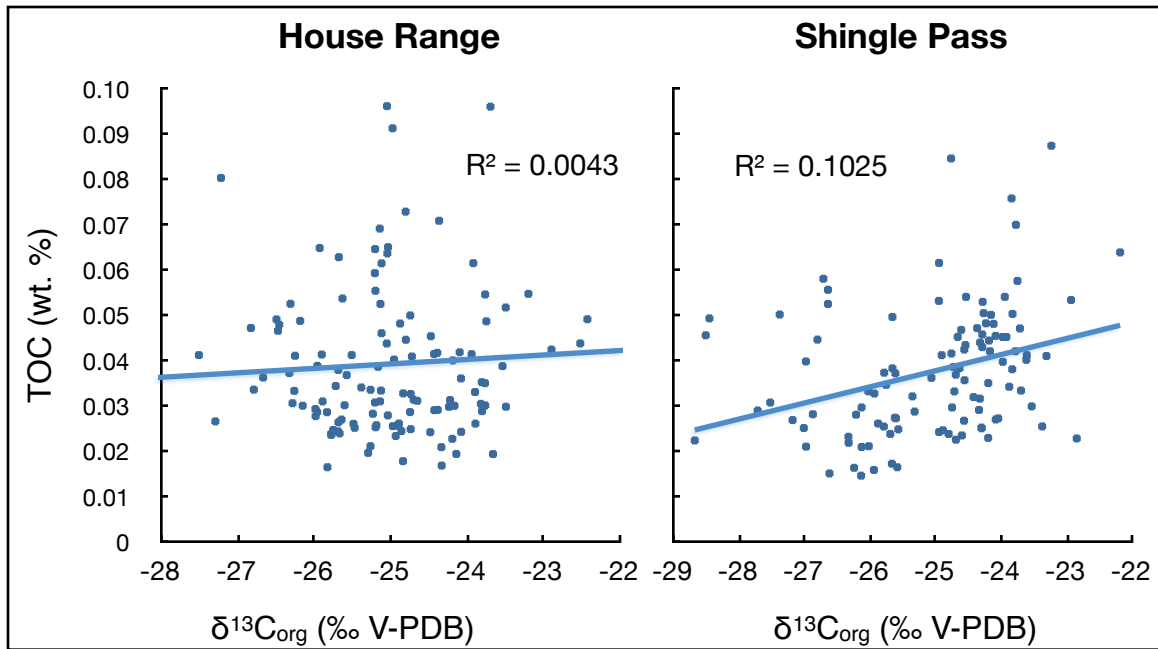 House Range
Shingle Pass
TOC (wt. %)
0.10
0.09
0.08
0.07
0.06
0.05
0.04
0.03
0.02
0.01
0
R² = 0.0043
R² = 0.1025
-28 -27 -26 -25 -24 -23 -22
-29 -28 -27 -26 -25 -24 -23 -22
δ¹³Corg (‰ V-PDB)
δ¹³Corg (‰ V-PDB)